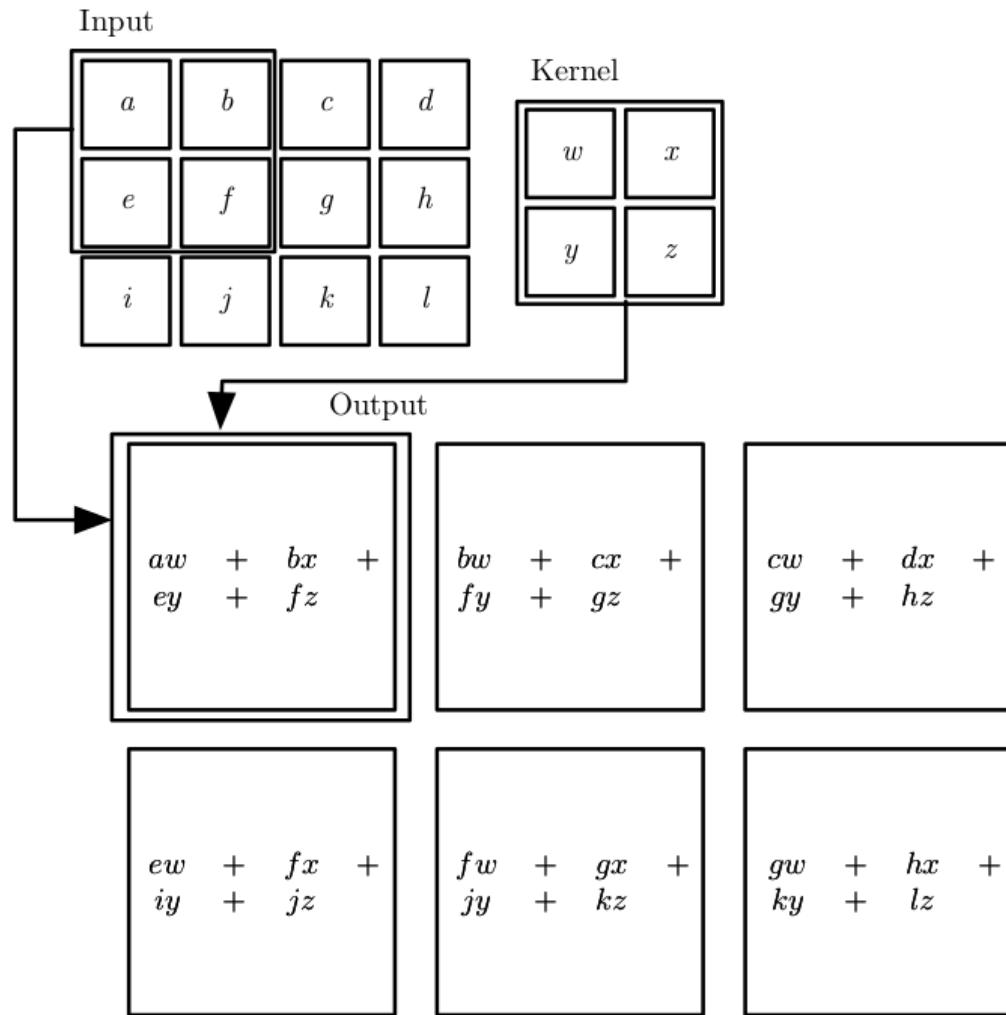 Input
a b c d
e f g h
i j k l
Kernel
w x
y z
Output
aw + bx +
ey + fz
bw + cx +
fy + gz
cw + dx +
gy + hz
ew + fx +
iy + jz
fw + gx +
jy + kz
gw + hx +
ky + lz